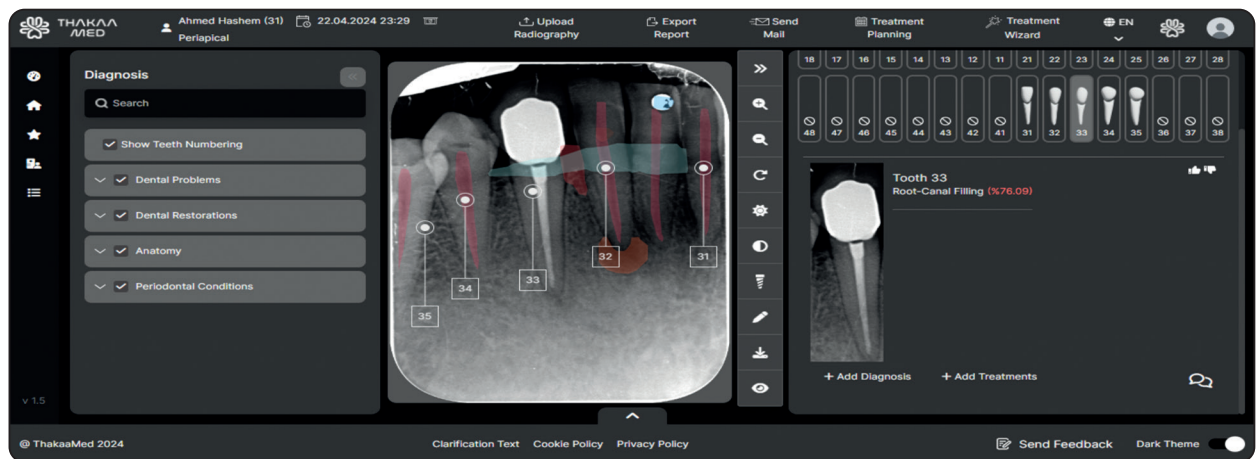 THAKAA
MED
Ahmed Hashem (31)
22.04.2024 23:29
Periapical
Upload
Radiography
Export
Report
Send
Mail
Treatment
Planning
Treatment
Wizard
EN
Diagnosis
Search
Show Teeth Numbering
Dental Problems
Dental Restorations
Anatomy
Periodontal Conditions
v 1.5
35
34
33
32
31
18 17 16 15 14 13 12 11 21 22 23 24 25 26 27 28
48 47 46 45 44 43 42 41 31 32 33 34 35 36 37 38
Tooth 33
Root-Canal Filling (%76.09)
+ Add Diagnosis
+ Add Treatments
@ ThakaaMed 2024
Clarification Text
Cookie Policy
Privacy Policy
Send Feedback
Dark Theme